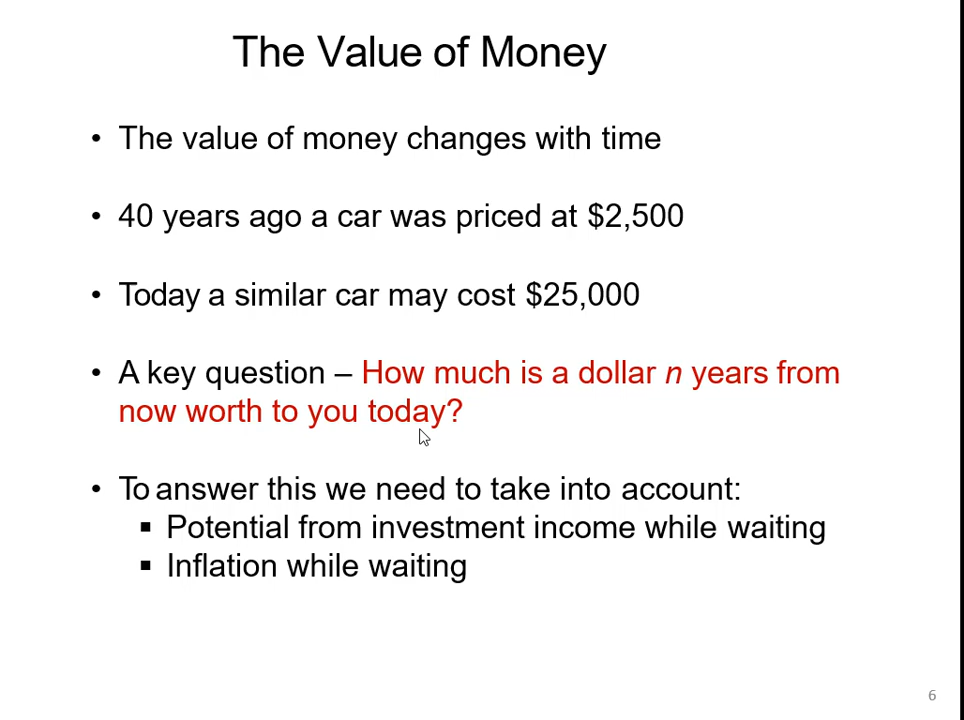 The Value of Money
• The value of money changes with time
• 40 years ago a car was priced at $2,500
• Today a similar car may cost $25,000
• A key question – How much is a dollar n years from
now worth to you today?
• To answer this we need to take into account:
▪ Potential from investment income while waiting
▪ Inflation while waiting
6